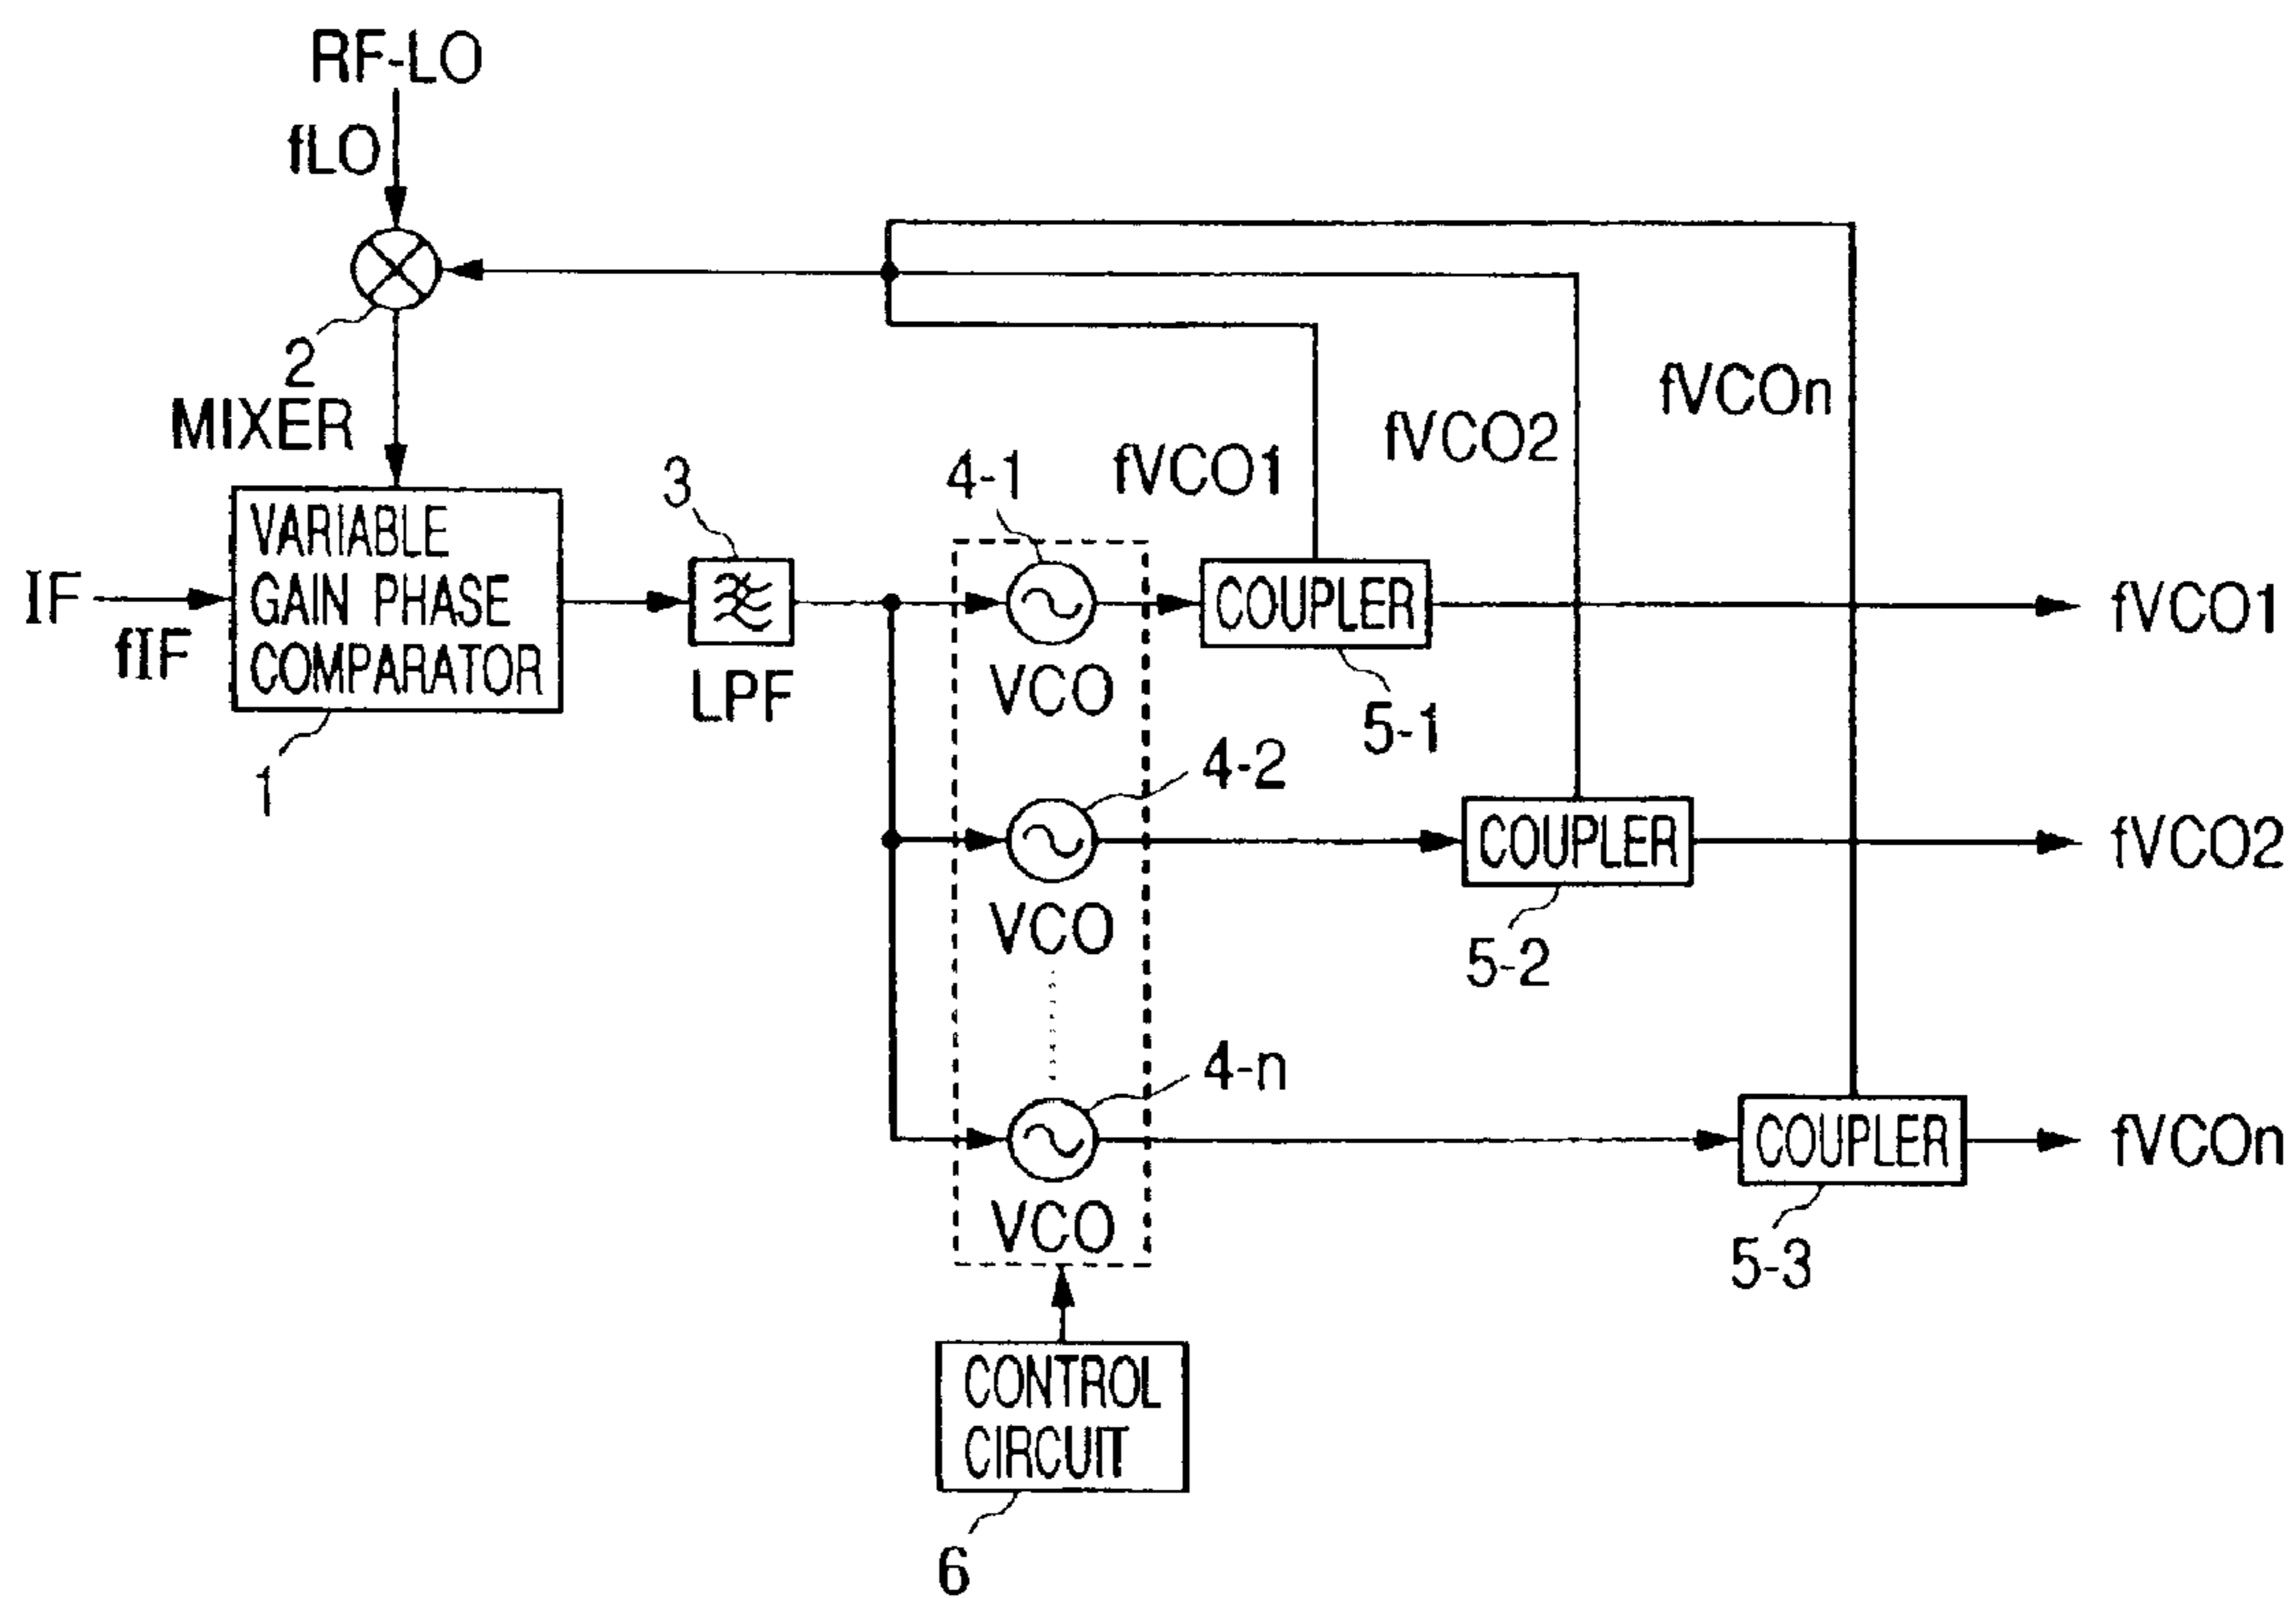 RF-LO
fLO
2
MIXER
fVCOn
fVCO2
fVCO1
3
4-1
IF
fIF
VARIABLE
GAIN PHASE
COMPARATOR
1
LPF
VCO
COUPLER
5-1
fVCO1
4-2
VCO
COUPLER
5-2
fVCO2
4-n
VCO
COUPLER
5-3
fVCOn
CONTROL
CIRCUIT
6